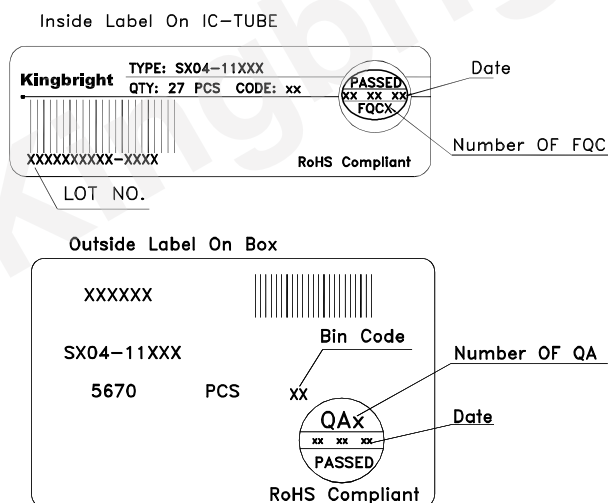 Inside Label On IC-TUBE
Kingbright
TYPE: SX04-11XXX
QTY: 27 PCS CODE: xx
PASSED
XX XX XX
FQCX
Date
Number OF FQC
XXXXXXXXXX-XXXX
RoHS Compliant
LOT NO.
Outside Label On Box
XXXXXX
Bin Code
SX04-11XXX
5670 PCS XX
Number OF QA
QAx
Date
xx xx xx
PASSED
RoHS Compliant
Kingbright